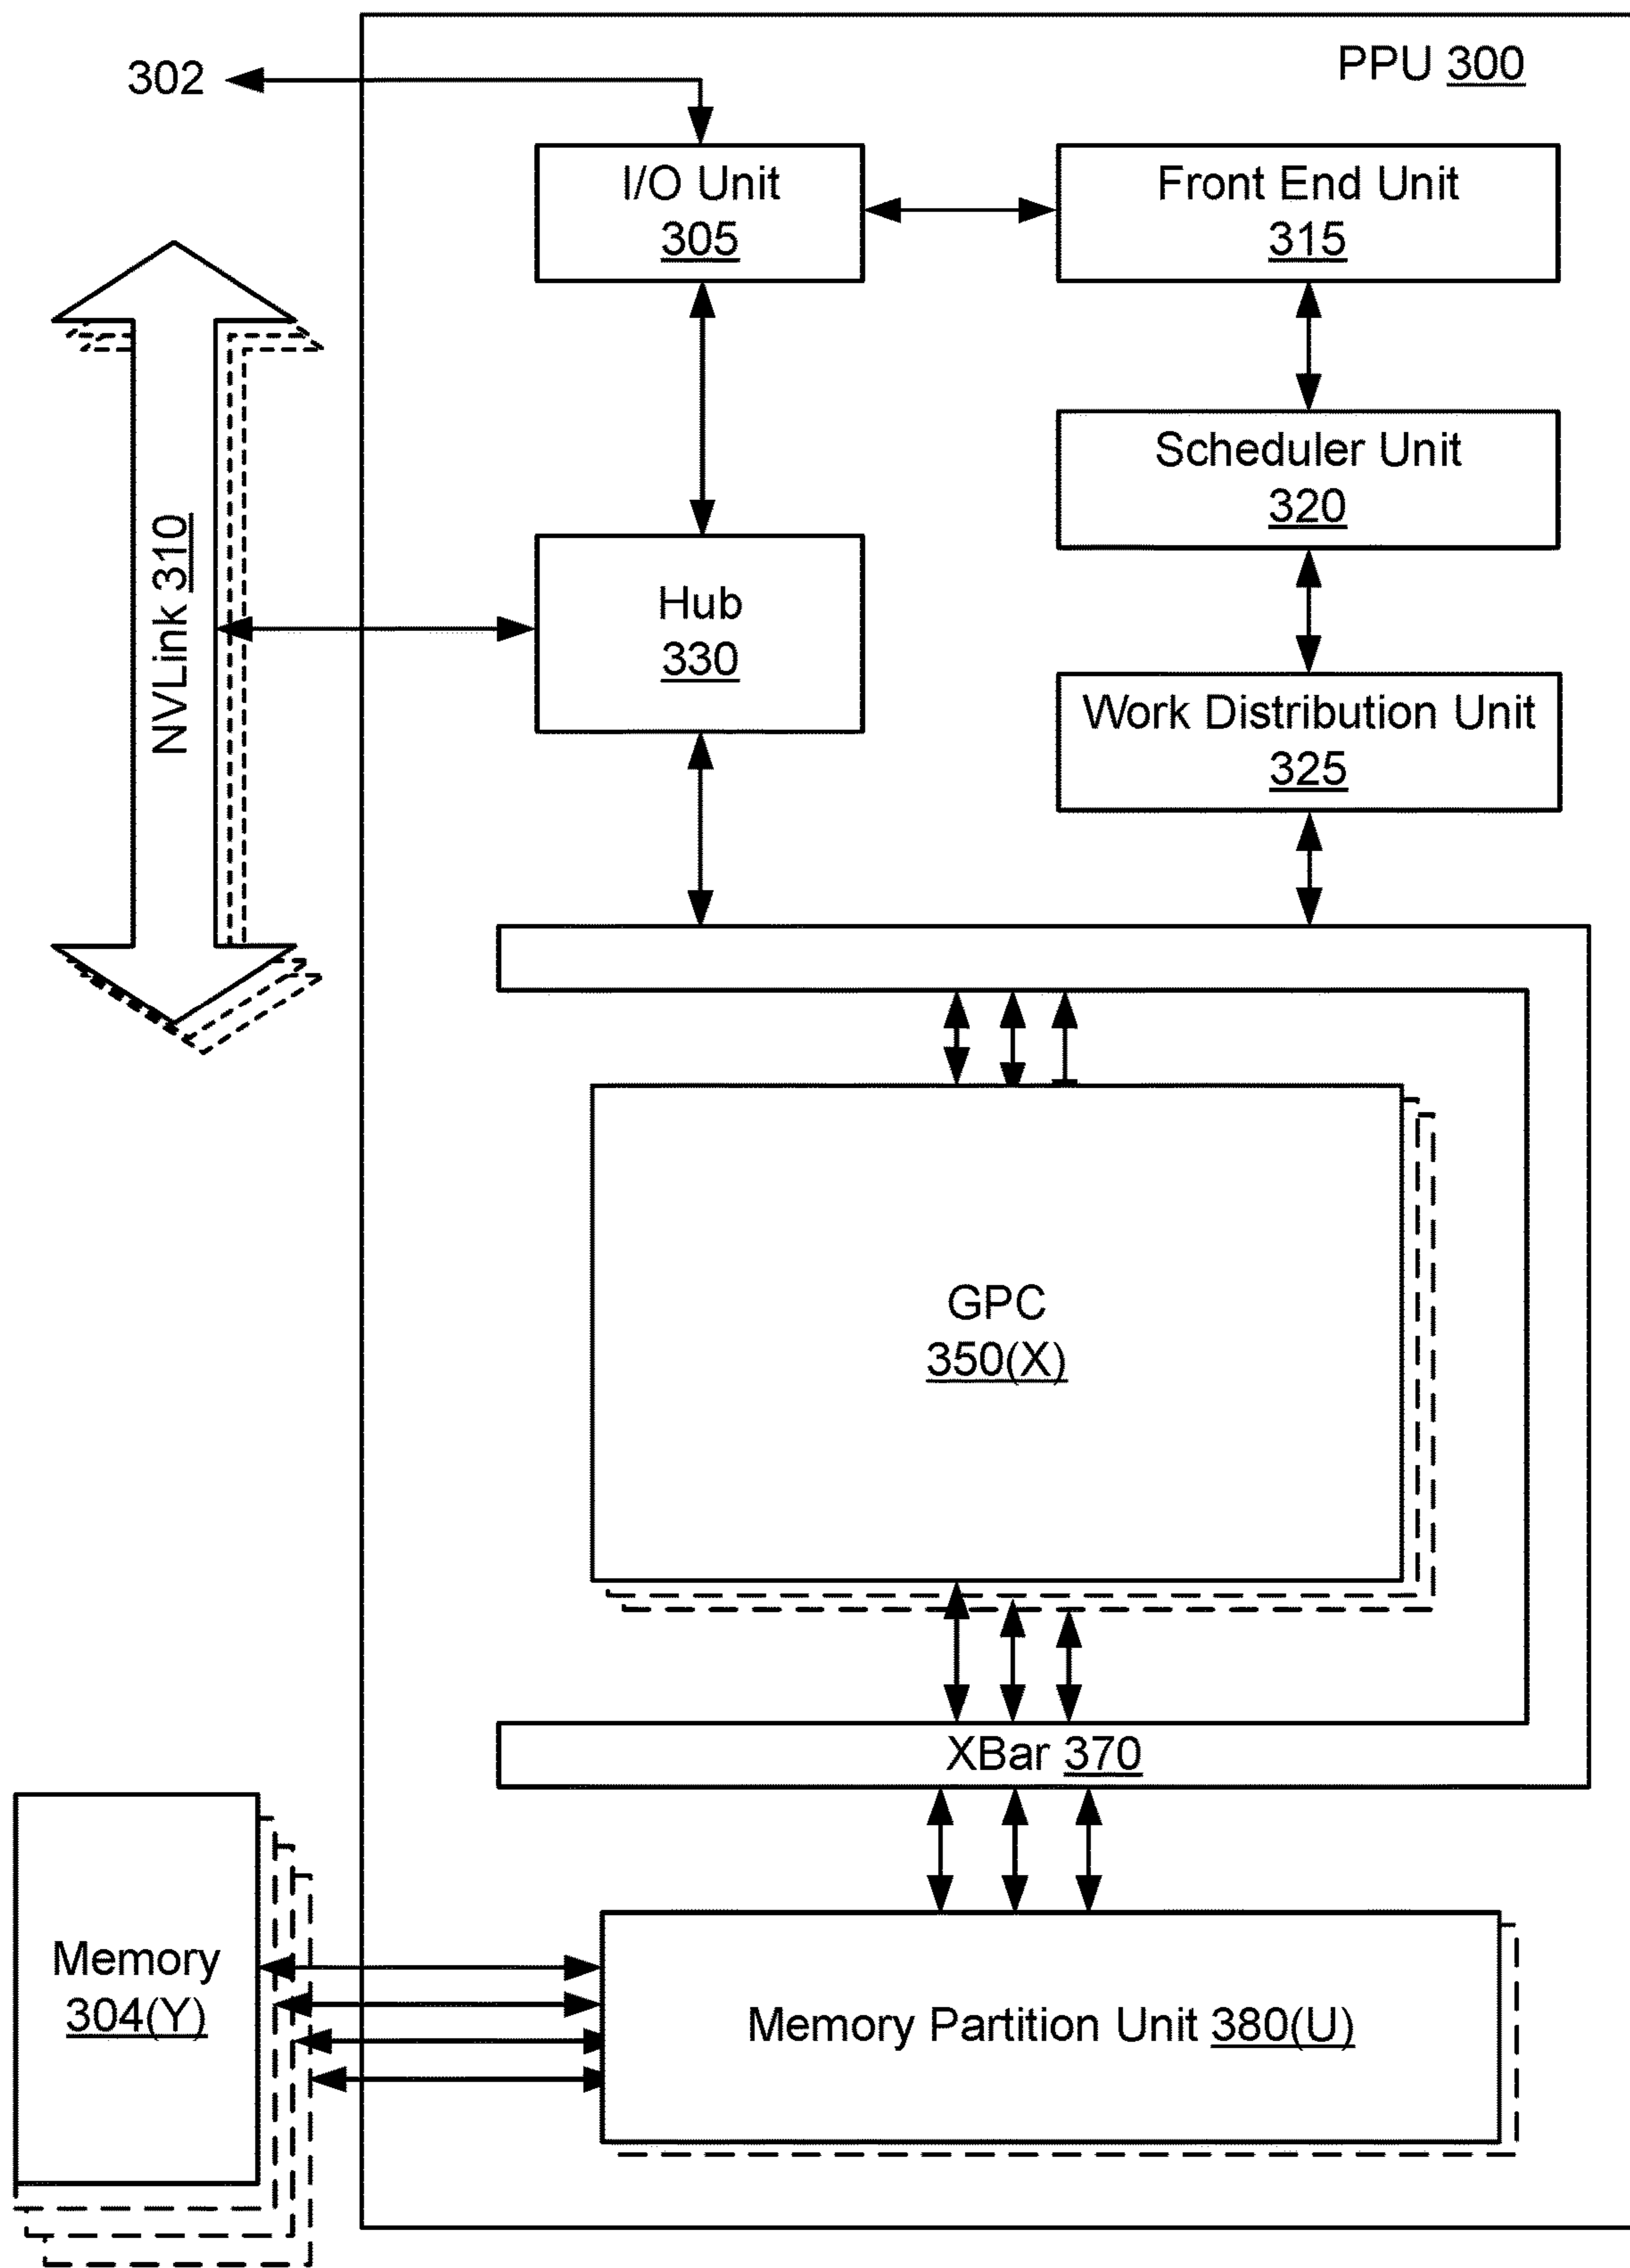 PPU 300
302
I/O Unit
305
Front End Unit
315
Scheduler Unit
320
NVLink 310
Hub
330
Work Distribution Unit
325
GPC
350(X)
XBar 370
Memory
304(Y)
Memory Partition Unit 380(U)